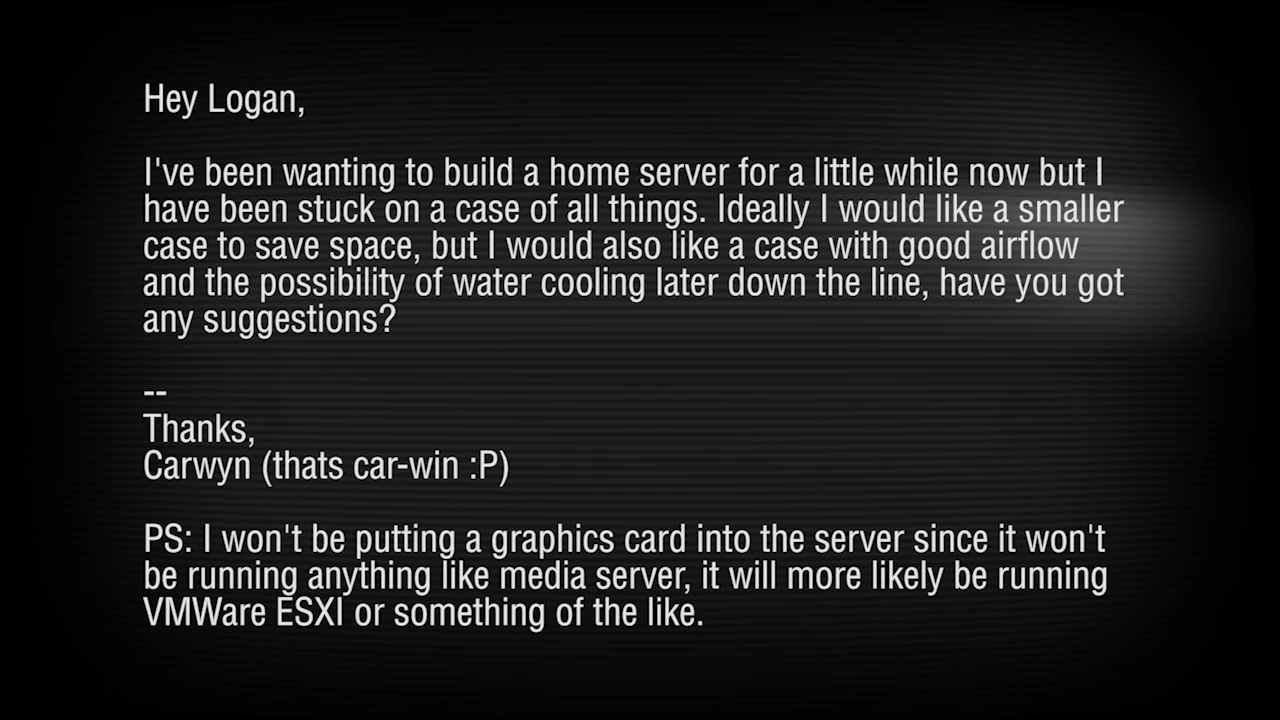 Hey Logan,
I've been wanting to build a home server for a little while now but I
have been stuck on a case of all things. Ideally I would like a smaller
case to save space, but I would also like a case with good airflow
and the possibility of water cooling later down the line, have you got
any suggestions?
--
Thanks,
Carwyn (thats car-win :P)
PS: I won't be putting a graphics card into the server since it won't
be running anything like media server, it will more likely be running
VMWare ESXI or something of the like.